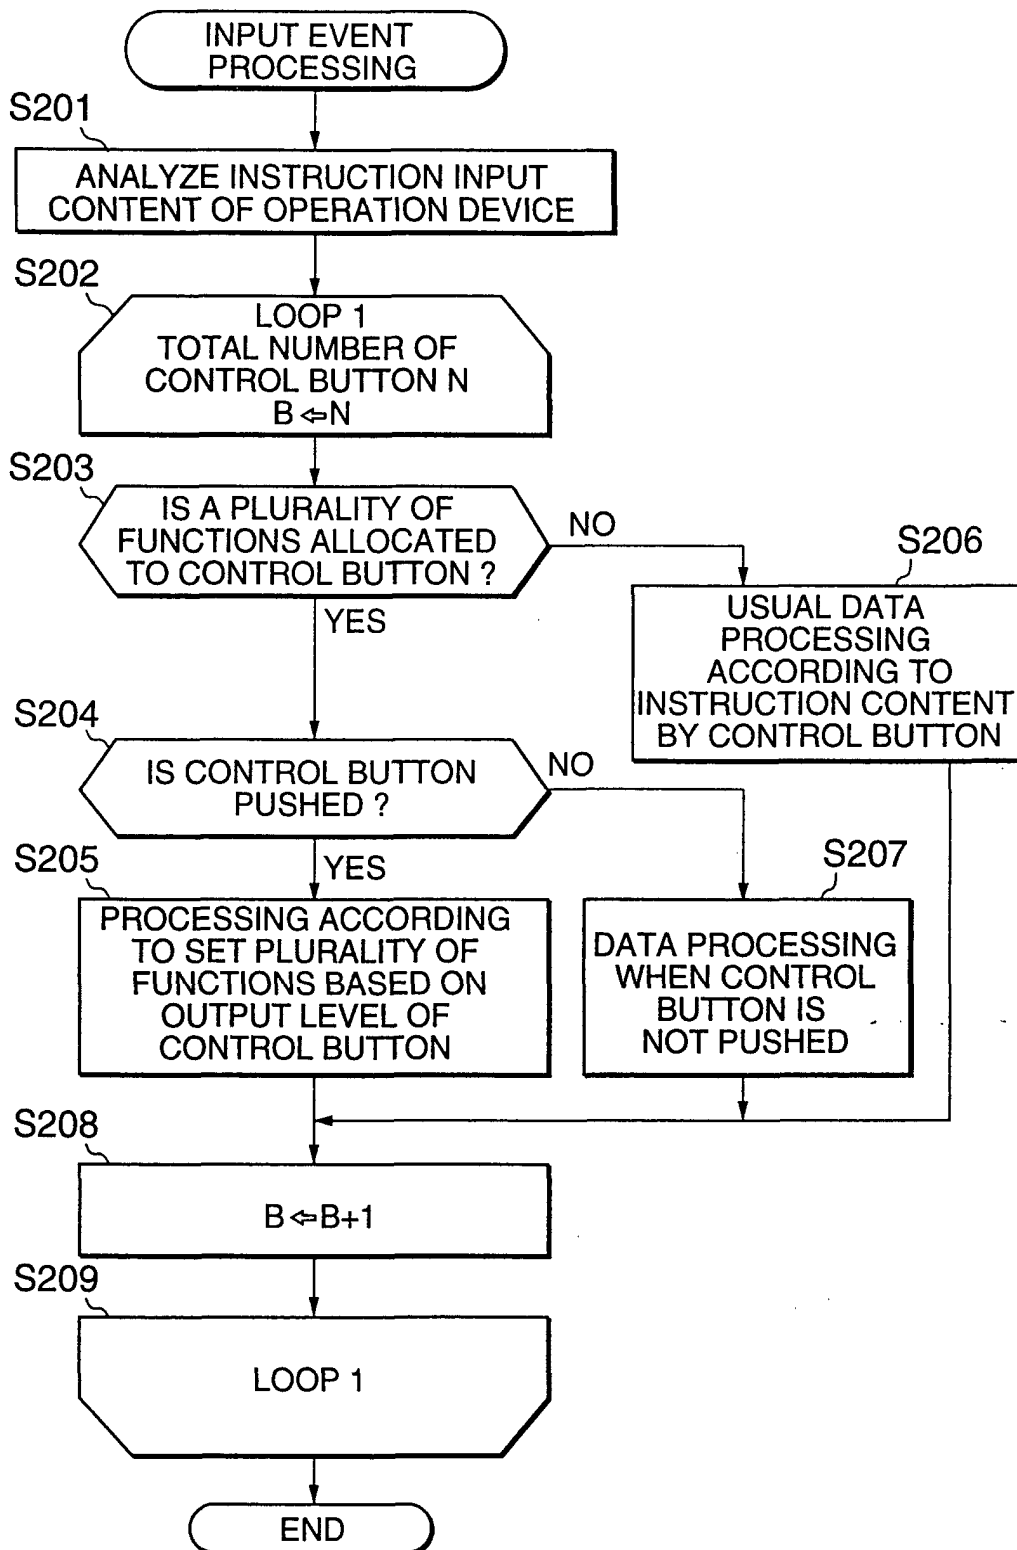 INPUT EVENT
PROCESSING
S201
ANALYZE INSTRUCTION INPUT
CONTENT OF OPERATION DEVICE
S202
LOOP 1
TOTAL NUMBER OF
CONTROL BUTTON N
B⇐N
S203
IS A PLURALITY OF
FUNCTIONS ALLOCATED
TO CONTROL BUTTON ?
NO
YES
S206
USUAL DATA
PROCESSING
ACCORDING TO
INSTRUCTION CONTENT
BY CONTROL BUTTON
S204
IS CONTROL BUTTON
PUSHED ?
NO
YES
S205
PROCESSING ACCORDING
TO SET PLURALITY OF
FUNCTIONS BASED ON
OUTPUT LEVEL OF
CONTROL BUTTON
S207
DATA PROCESSING
WHEN CONTROL
BUTTON IS
NOT PUSHED
S208
B⇐B+1
S209
LOOP 1
END